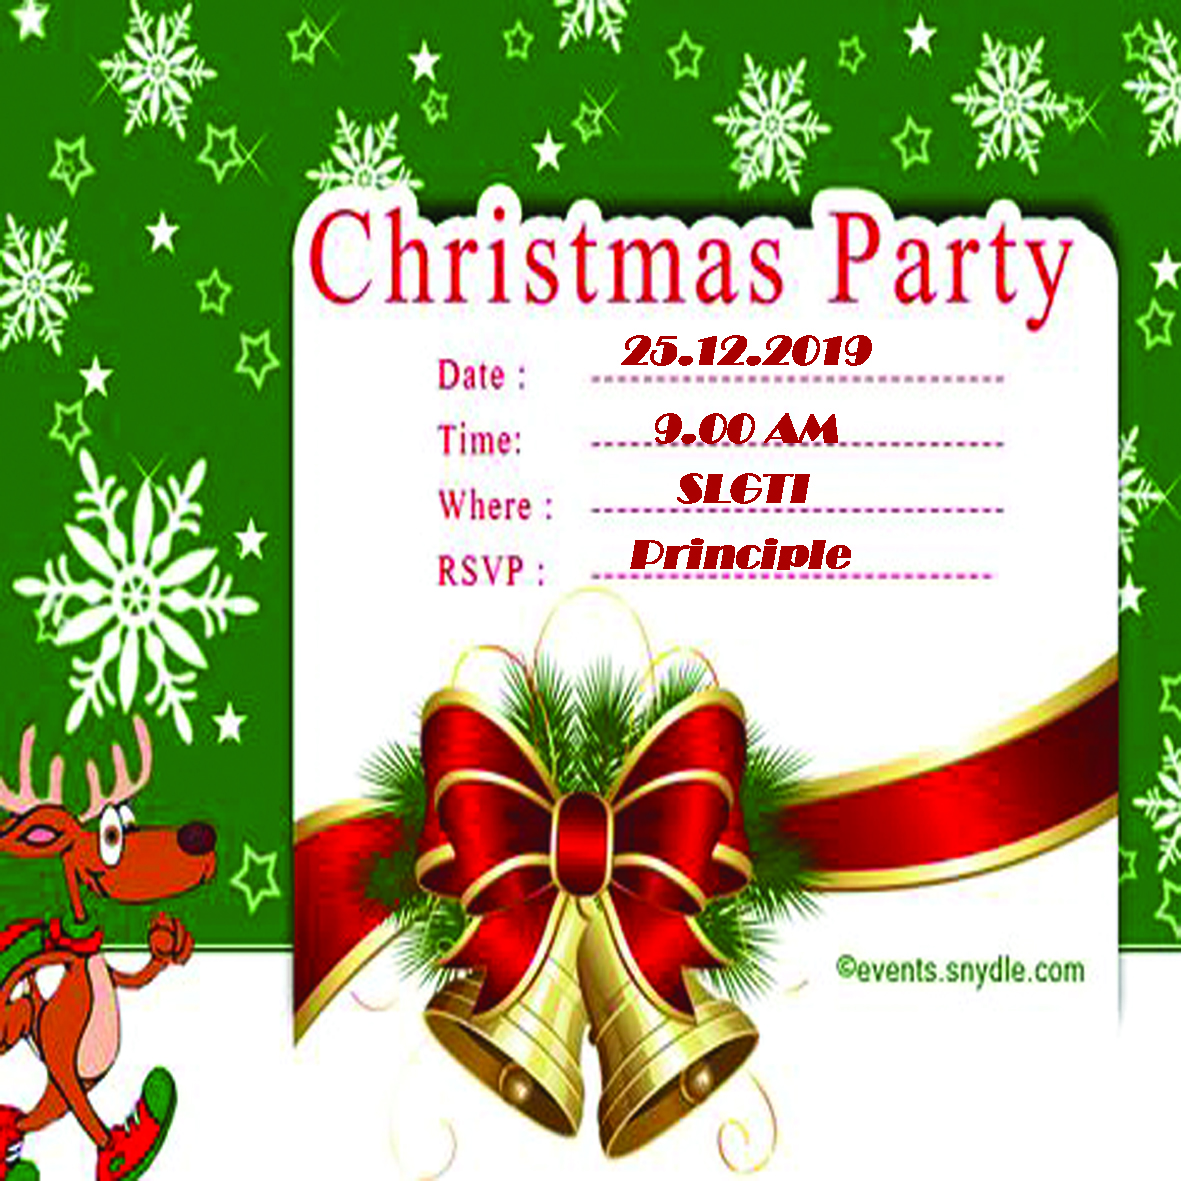 Christmas Party
Date : 25.12.2019
Time: 9.00 AM
Where : SLGTI
RSVP : Principle
©events.snydle.com